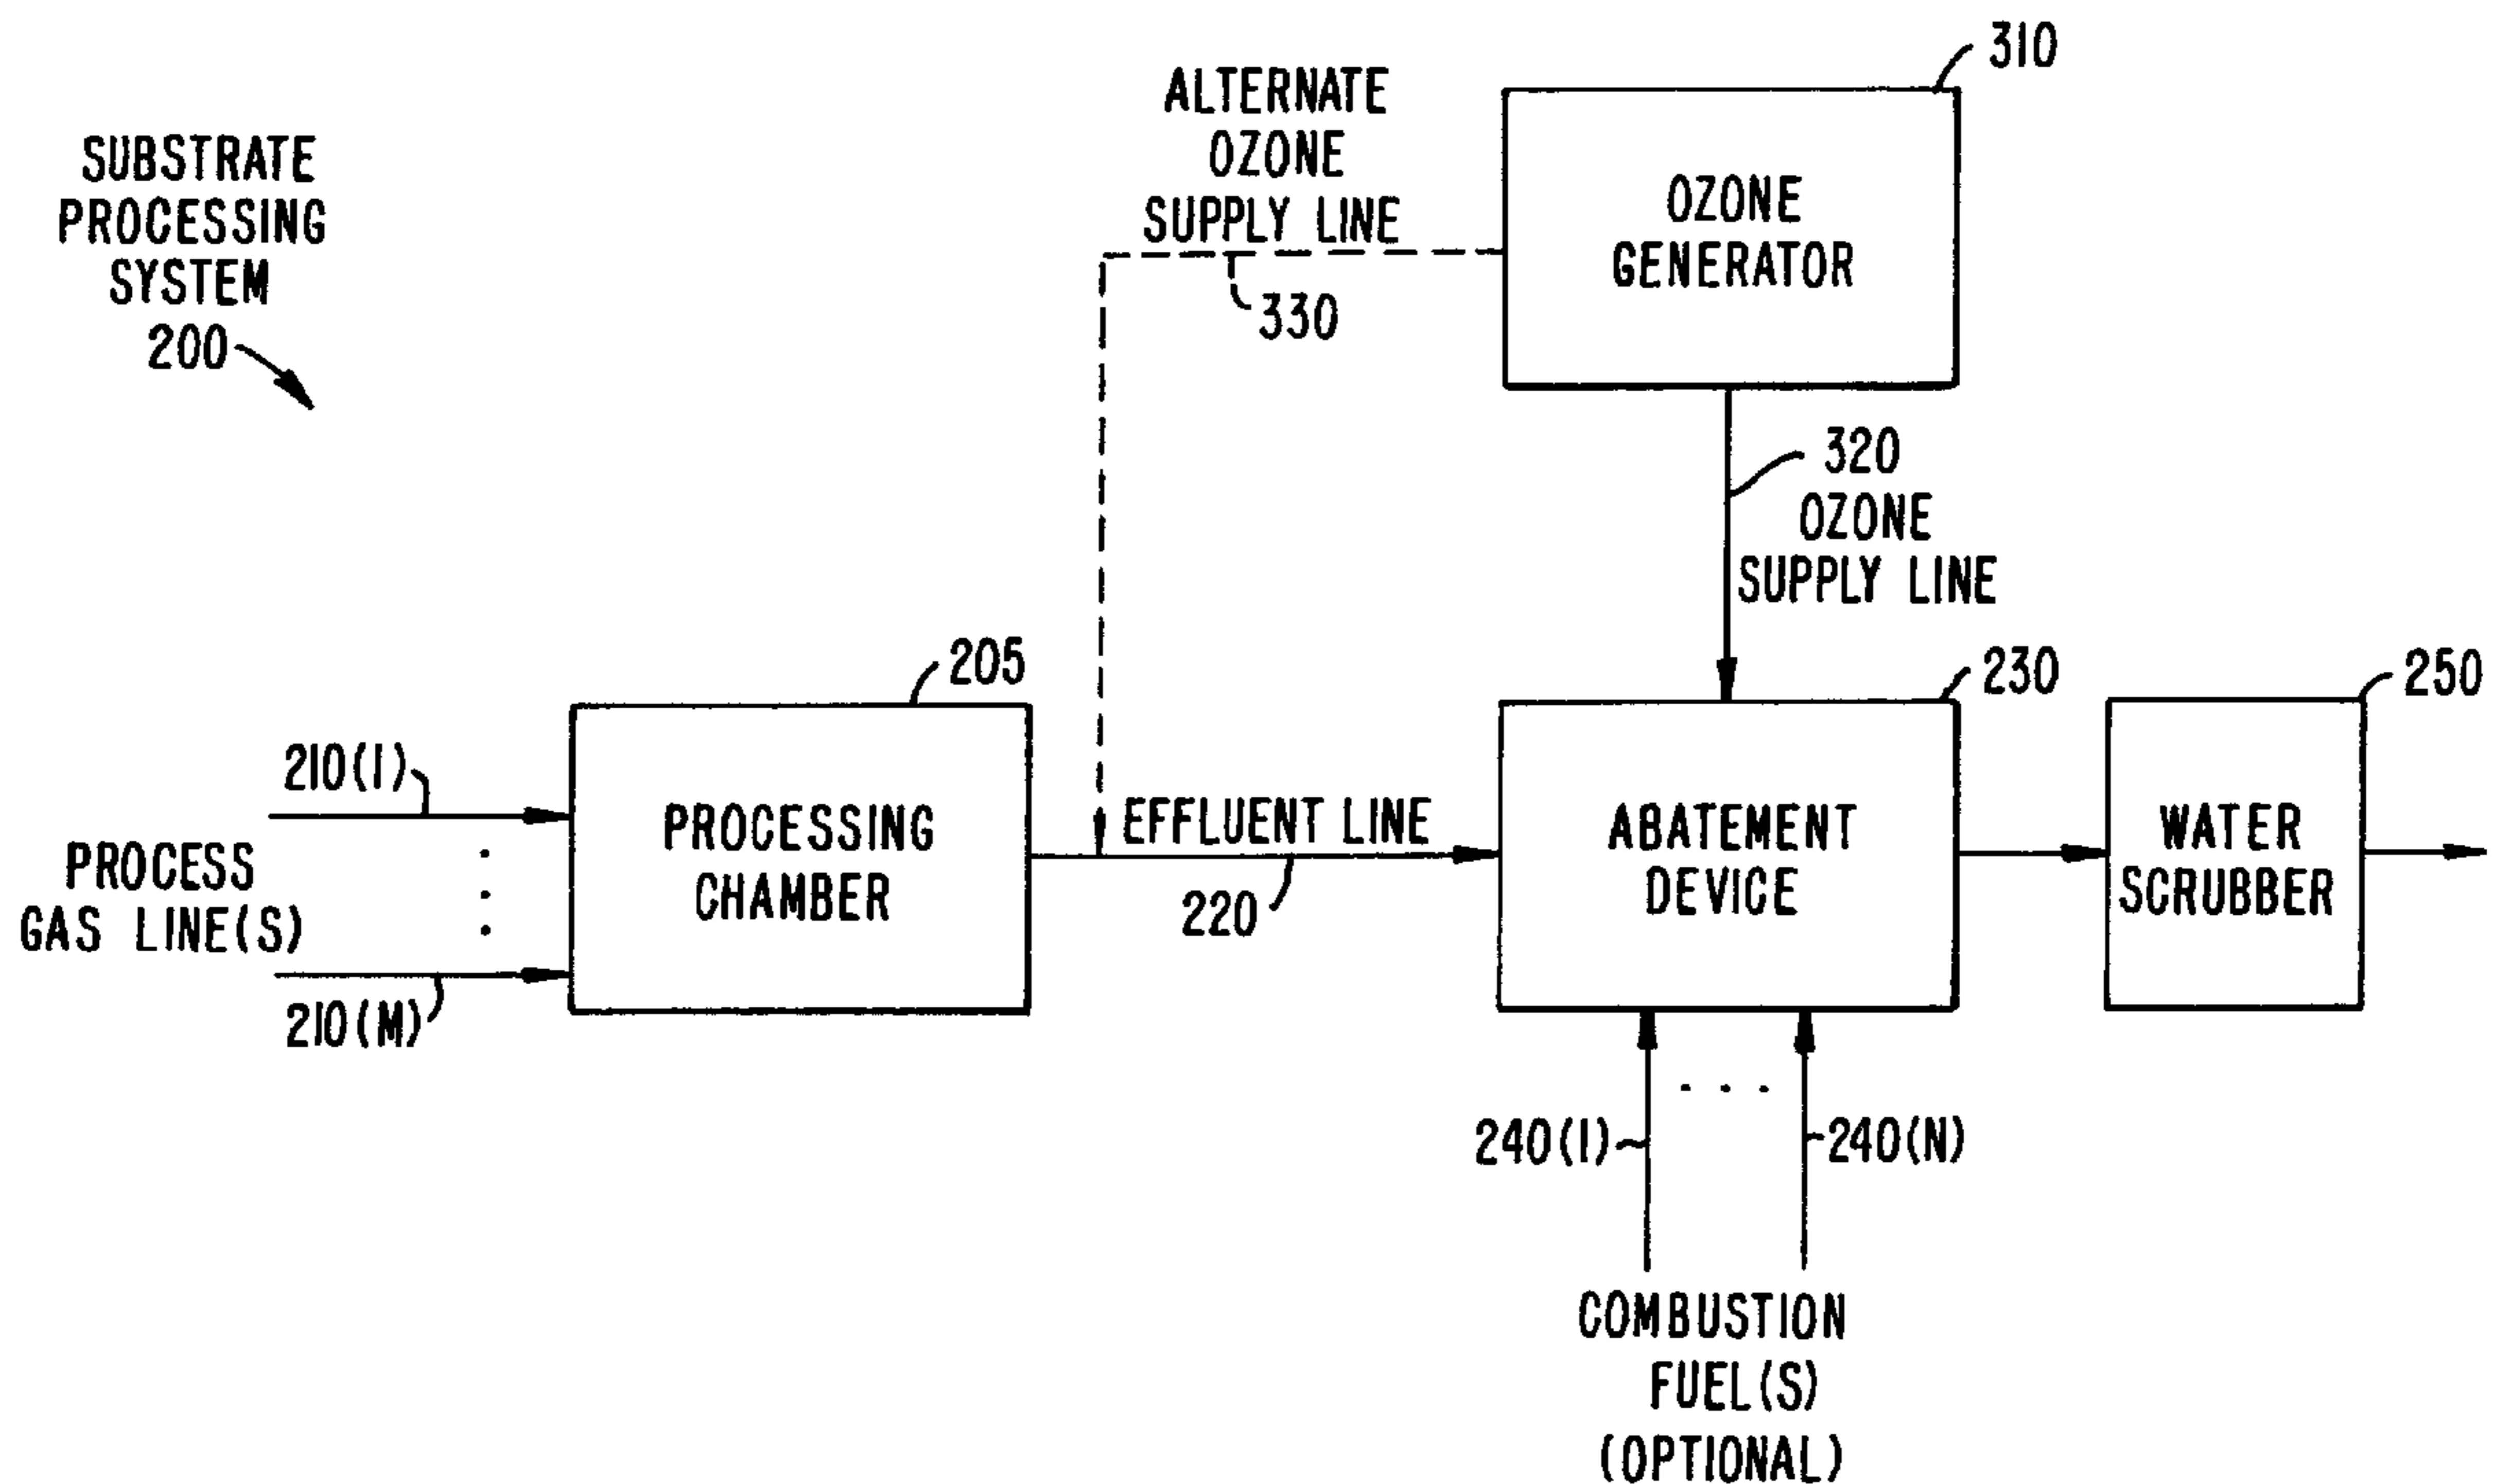 310
ALTERNATE
OZONE
SUPPLY LINE
330
SUBSTRATE
PROCESSING
SYSTEM
200
OZONE
GENERATOR
320
OZONE
SUPPLY LINE
205
230
250
210(1)
PROCESS
GAS LINE(S)
210(M)
PROCESSING
CHAMBER
EFFLUENT LINE
220
ABATEMENT
DEVICE
WATER
SCRUBBER
240(1)
240(N)
COMBUSTION
FUEL(S)
(OPTIONAL)